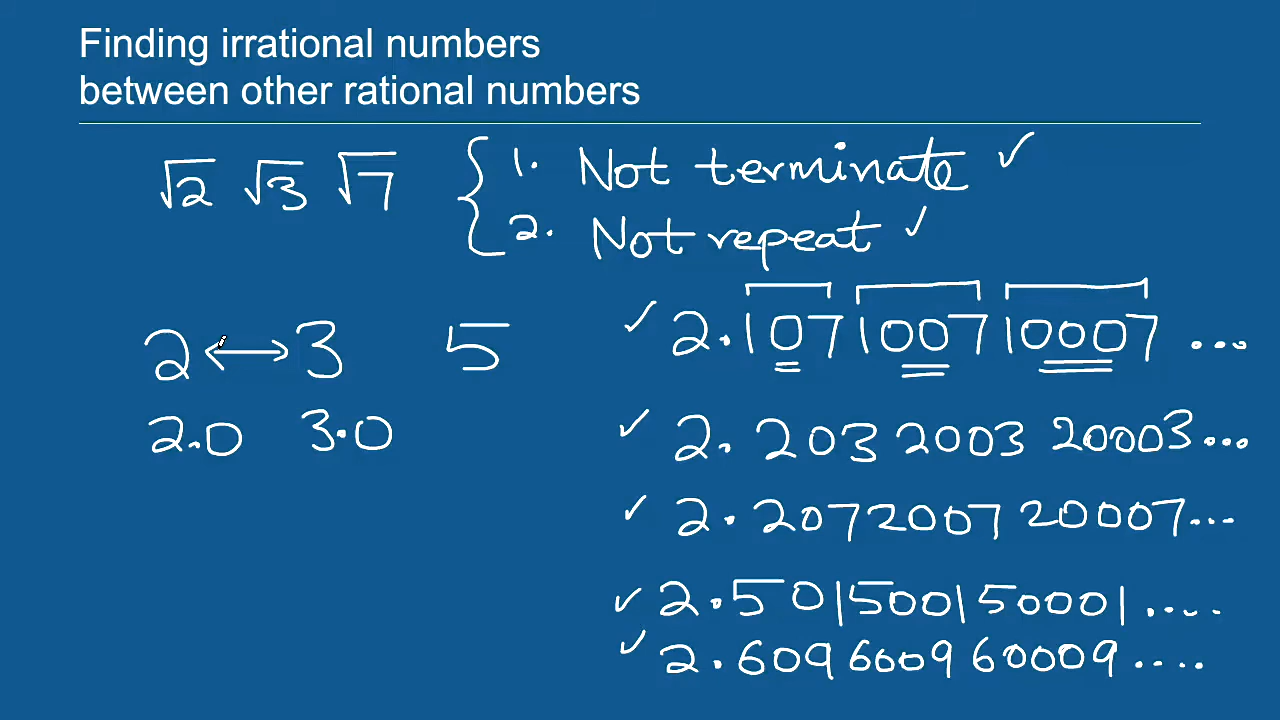 Finding irrational numbers
between other rational numbers
√2 √3 √7
1. Not terminate ✓
2. Not repeat ✓
2 ↔ 3 5
2.0 3.0
✓ 2.107100710007...
✓ 2.203200320003...
✓ 2.207200720007...
✓ 2.501500150001....
✓ 2.609600960009....